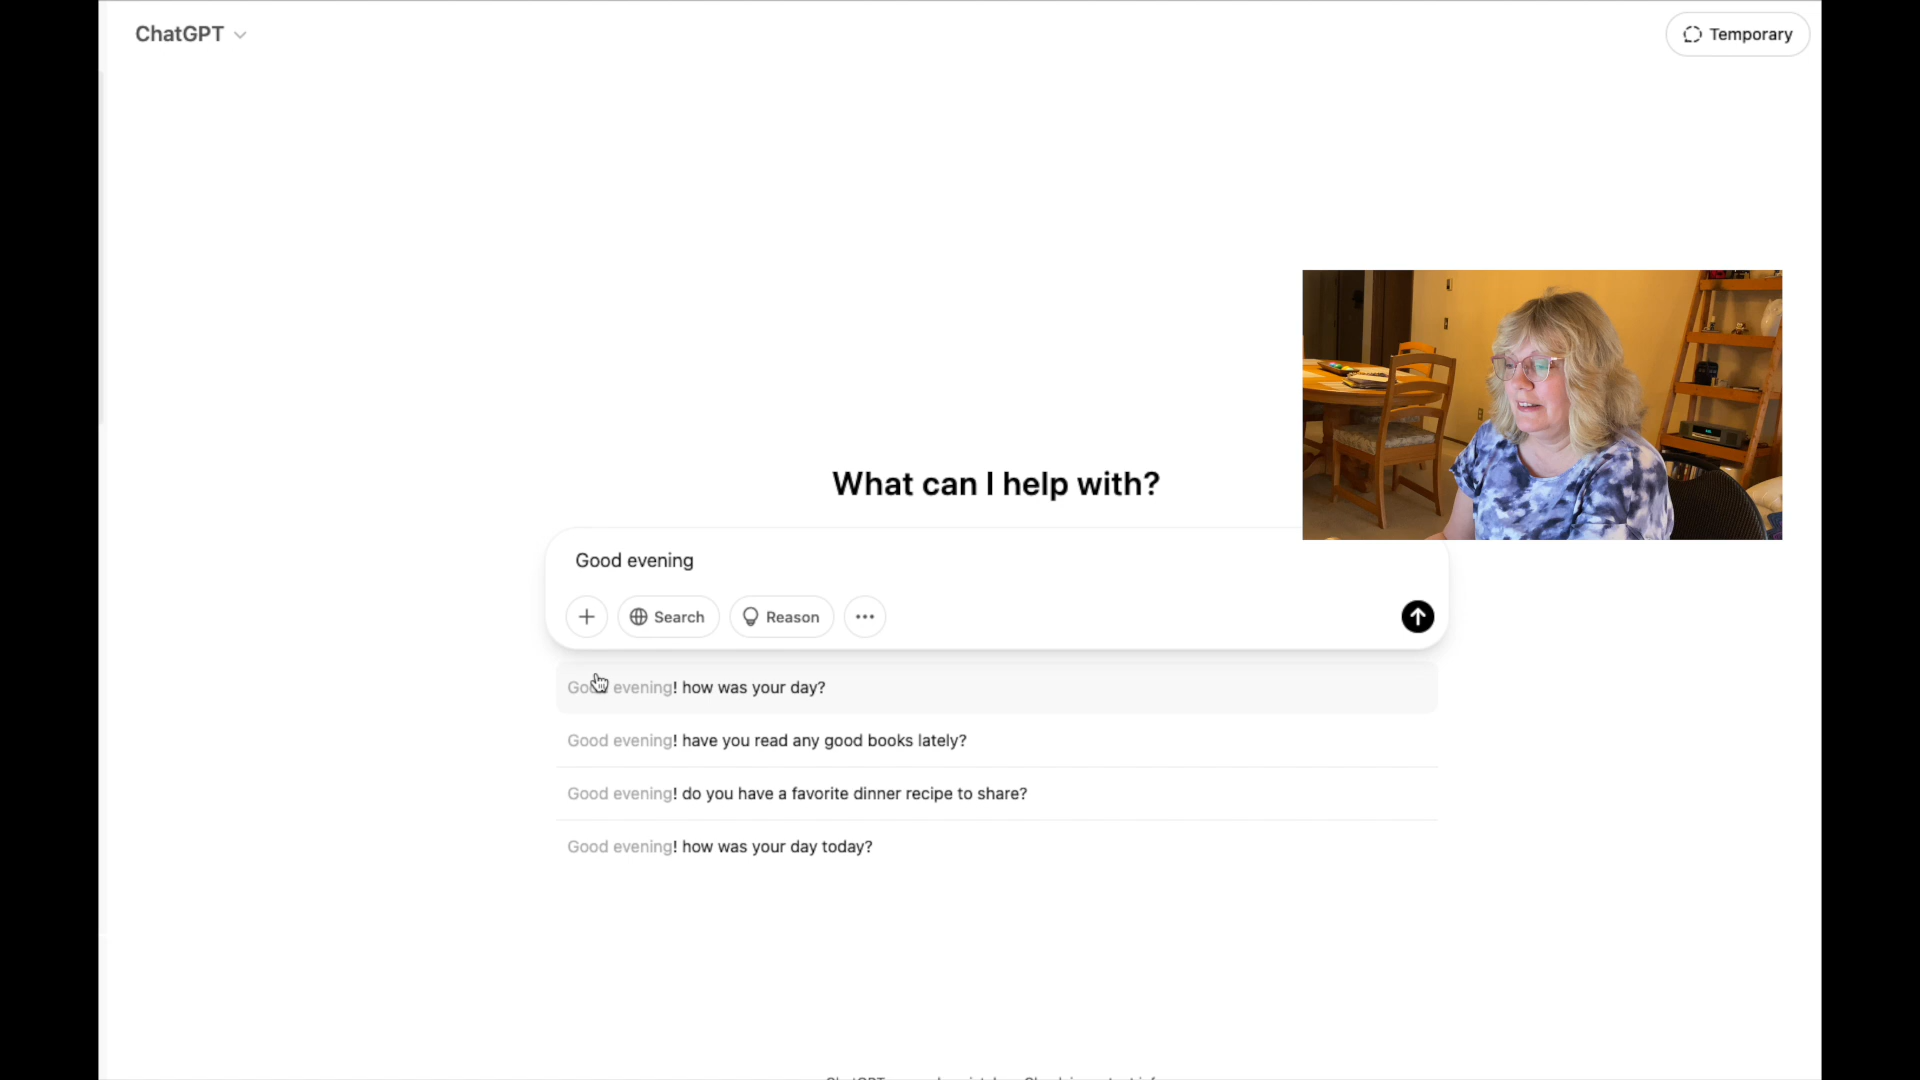 ChatGPT
Temporary
What can I help with?
Good evening
Search
Reason
Good evening! how was your day?
Good evening! have you read any good books lately?
Good evening! do you have a favorite dinner recipe to share?
Good evening! how was your day today?